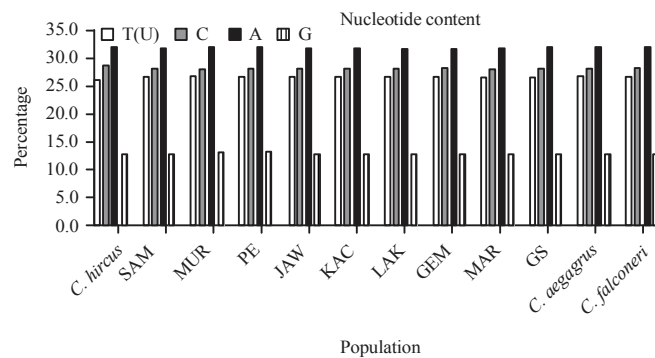 Nucleotide content
T(U) C A G
Percentage
35.0
30.0
25.0
20.0
15.0
10.0
5.0
0.0
C. hircus
SAM
MUR
PE
JAW
KAC
LAK
GEM
MAR
GS
C. aegagrus
C. falconeri
Population